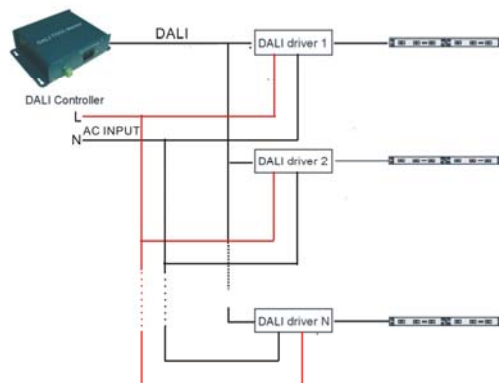 DALI
DALI driver 1
DALI Controller
L
AC INPUT
N
DALI driver 2
DALI driver N